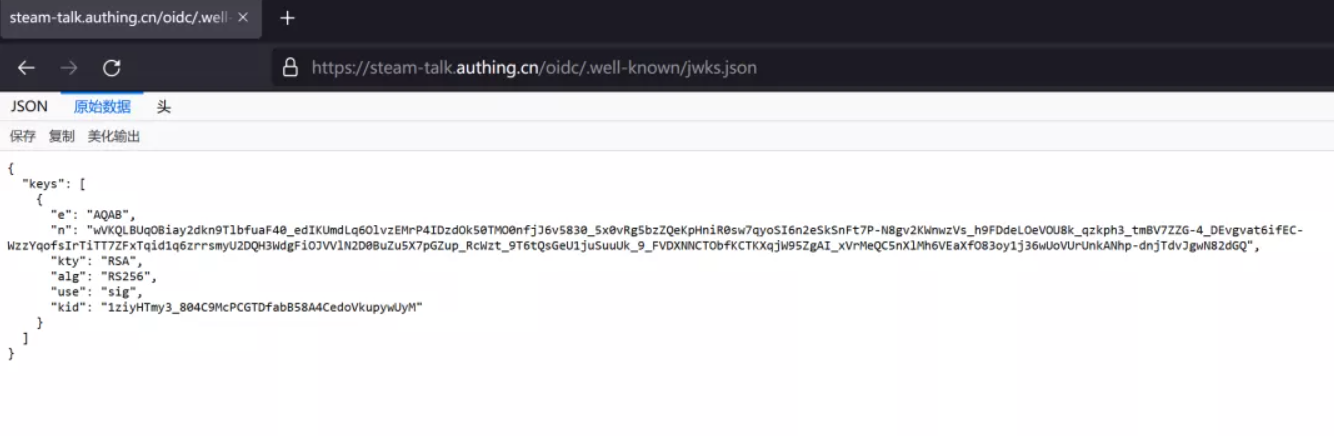 steam-talk.authing.cn/oidc/.well-
https://steam-talk.authing.cn/oidc/.well-known/jwks.json
JSON 原始数据 头
保存 复制 美化输出
{
"keys": [
{
"e": "AQAB",
"n": "wVKQLBUqOBiay2dkn9TlbfuaF40_edIKUmdLq6OlvzEMrP4IDzdOk50TMO0nfjJ6v5830_5x0vRg5bzZQeKpHniR0sw7qyoSI6n2eSkSnFt7P-N8gv2KWnwzVs_h9FDdeLOeVOU8k_qzkph3_tmBV7ZZG-4_DEvgvat6ifEC-
WzzYqofsIrTiTT7ZFxTqid1q6zrrsmyU2DQH3WdgFiOJVVlN2D0BuZu5X7pGZup_RcWzt_9T6tQsGeU1juSuuUk_9_FVDXNNCTObfKCTKXqjW95ZgAI_xVrMeQC5nXlMh6VEaXfO83oy1j36wUoVUrUnkANhp-dnjTdvJgwN82dGQ",
"kty": "RSA",
"alg": "RS256",
"use": "sig",
"kid": "1ziyHTmy3_804C9McPCGTDfabB58A4CedoVkupywUyM"
}
]
}